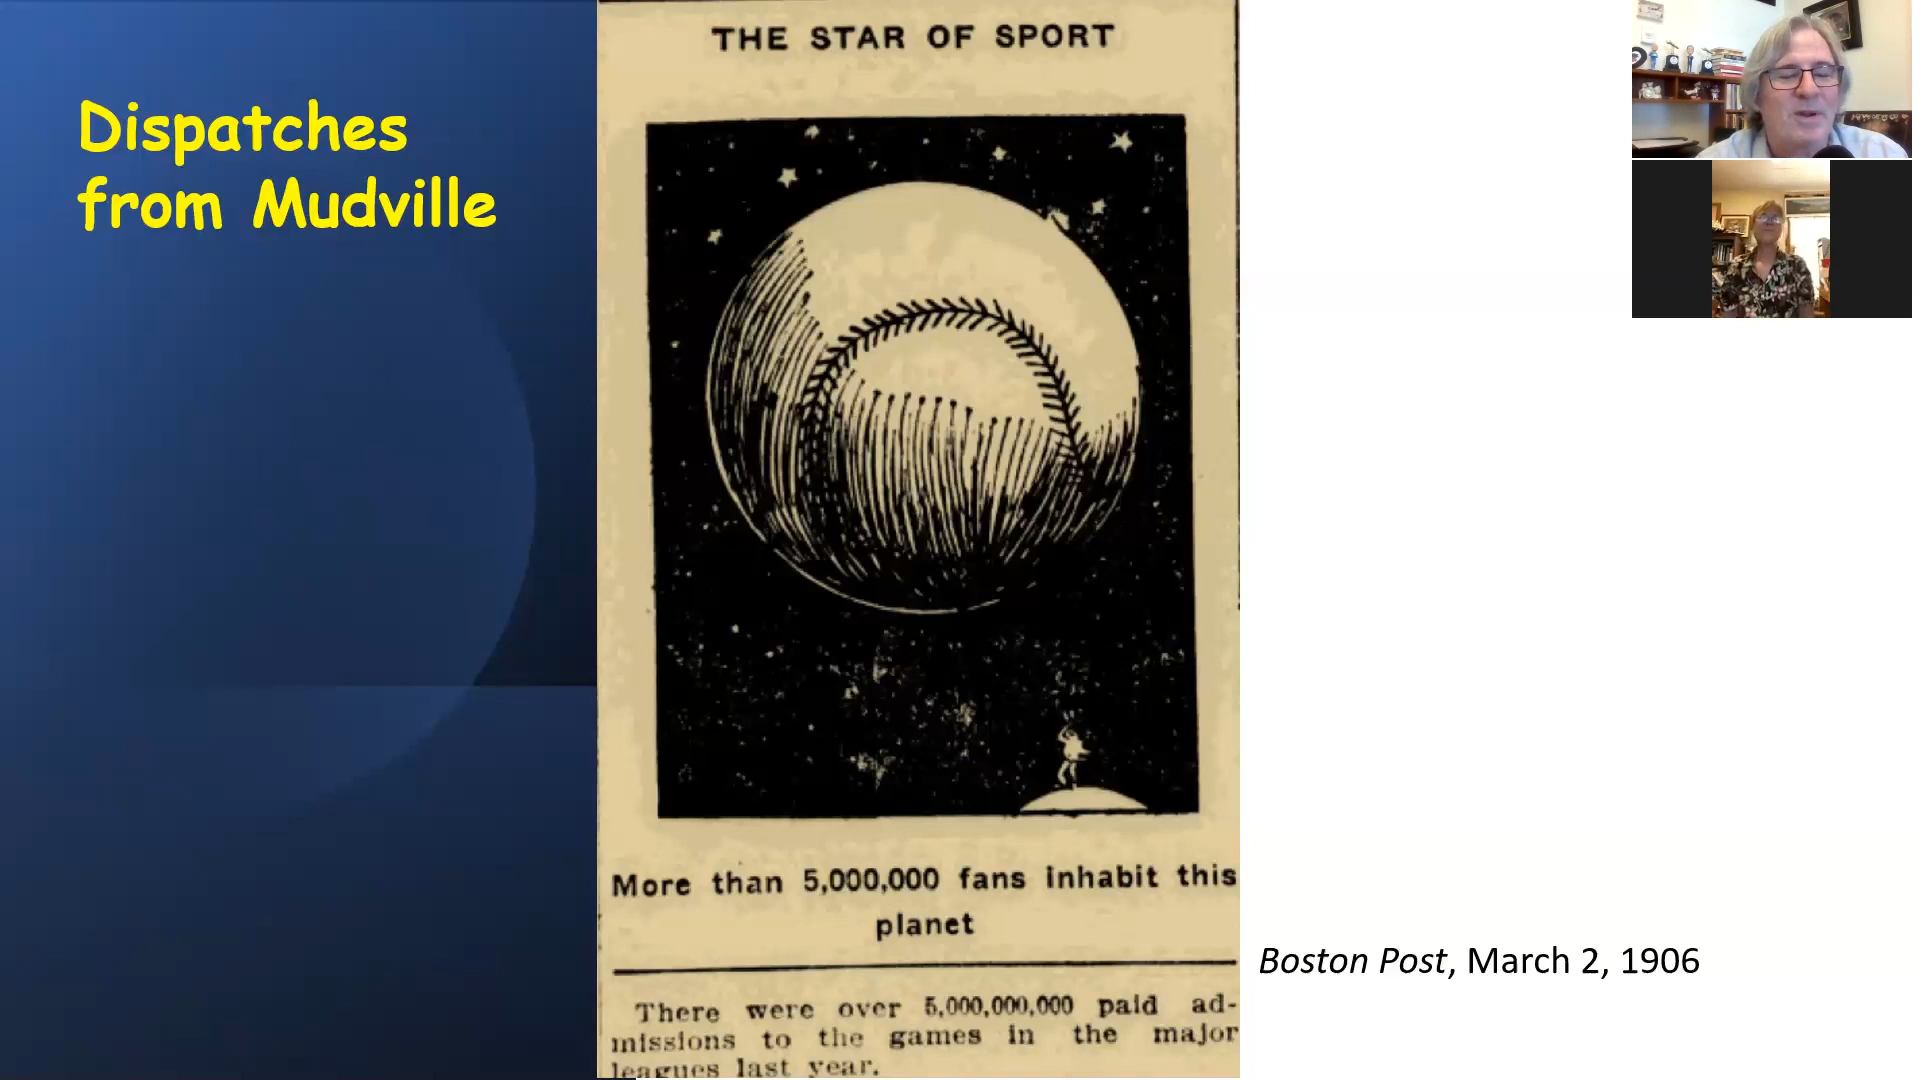 Dispatches
from Mudville
THE STAR OF SPORT
More than 5,000,000 fans inhabit this
planet
There were over 5,000,000,000 paid ad-
missions to the games in the major
leagues last year.
Boston Post, March 2, 1906